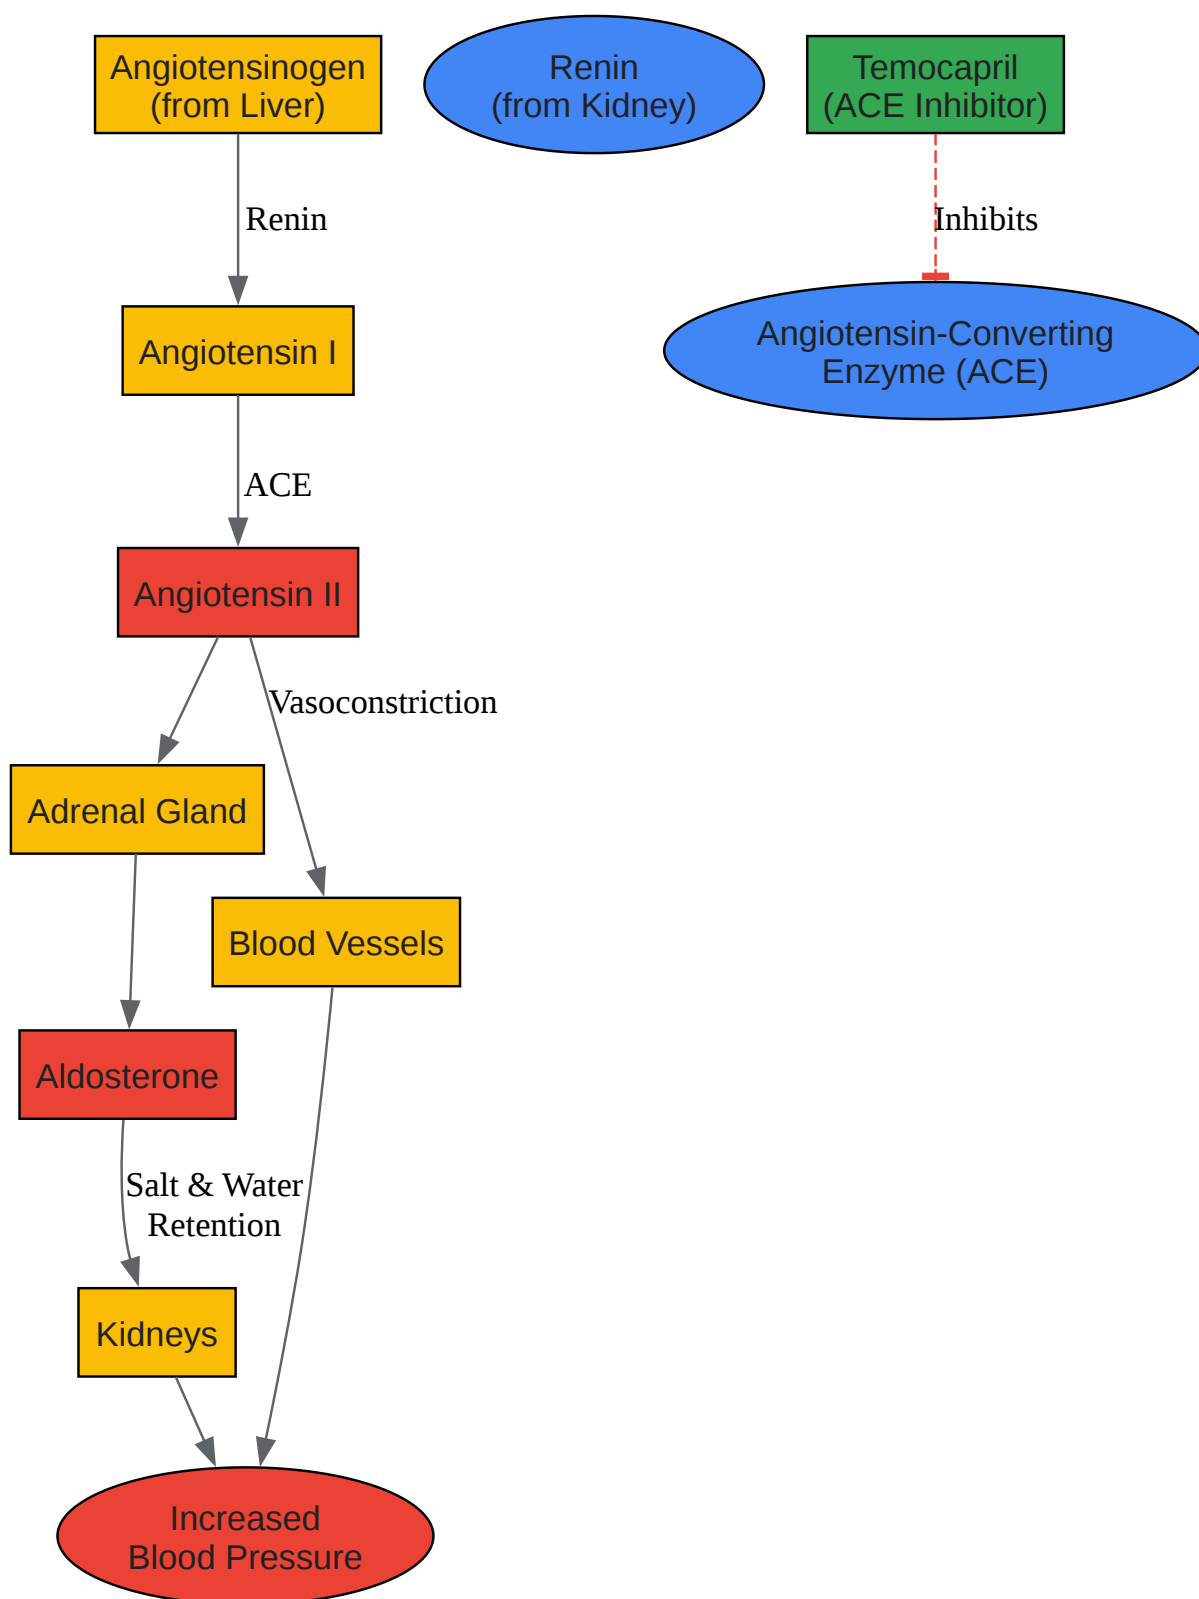 Angiotensinogen
(from Liver)
Renin
(from Kidney)
Temocapril
(ACE Inhibitor)
Renin
Inhibits
Angiotensin I
Angiotensin-Converting
Enzyme (ACE)
ACE
Angiotensin II
Vasoconstriction
Adrenal Gland
Blood Vessels
Aldosterone
Salt & Water
Retention
Kidneys
Increased
Blood Pressure